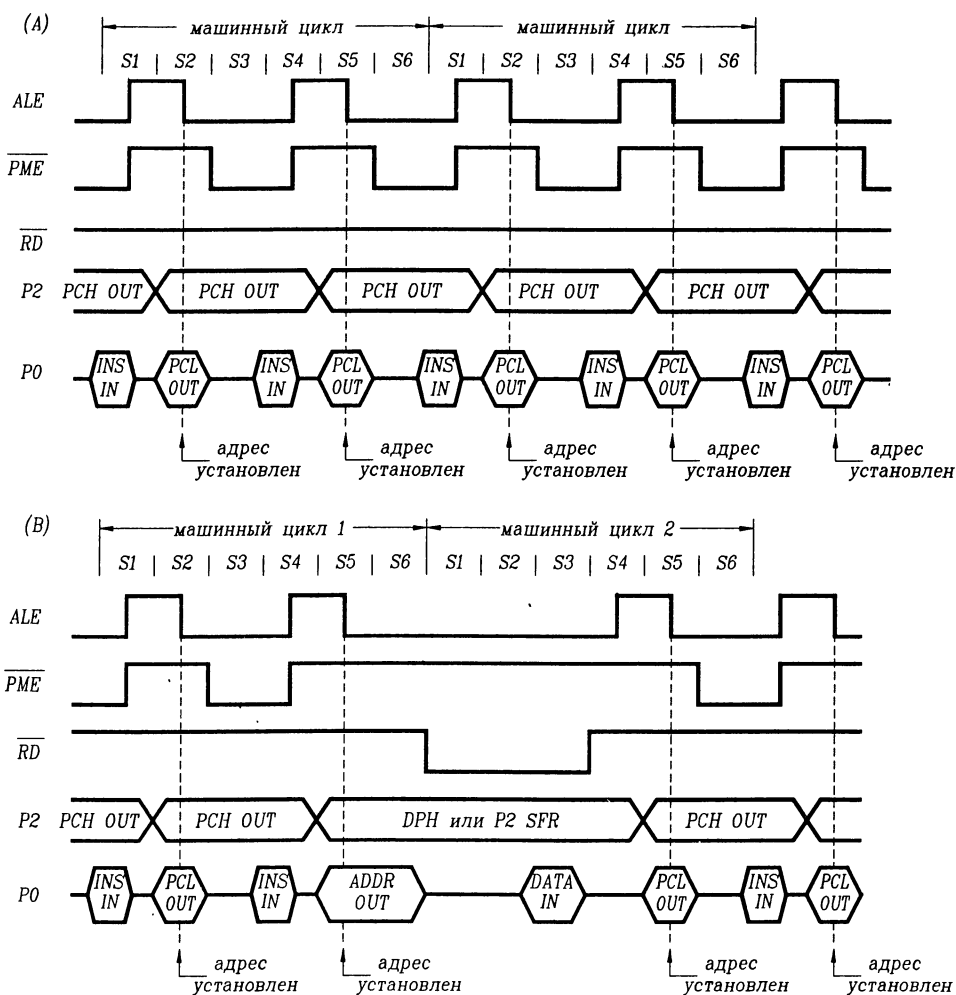 (A)
машинный цикл машинный цикл
S1 | S2 | S3 | S4 | S5 | S6 S1 | S2 | S3 | S4 | S5 | S6
ALE
PME
RD
P2 PCH OUT PCH OUT PCH OUT PCH OUT PCH OUT
P0 INS IN PCL OUT INS IN PCL OUT INS IN PCL OUT INS IN PCL OUT INS IN PCL OUT
адрес установлен адрес установлен адрес установлен адрес установлен адрес установлен
(B)
машинный цикл 1 машинный цикл 2
S1 | S2 | S3 | S4 | S5 | S6 S1 | S2 | S3 | S4 | S5 | S6
ALE
PME
RD
P2 PCH OUT PCH OUT DPH или P2 SFR PCH OUT
P0 INS IN PCL OUT INS IN ADDR OUT DATA IN PCL OUT INS IN PCL OUT
адрес установлен адрес установлен адрес установлен адрес установлен